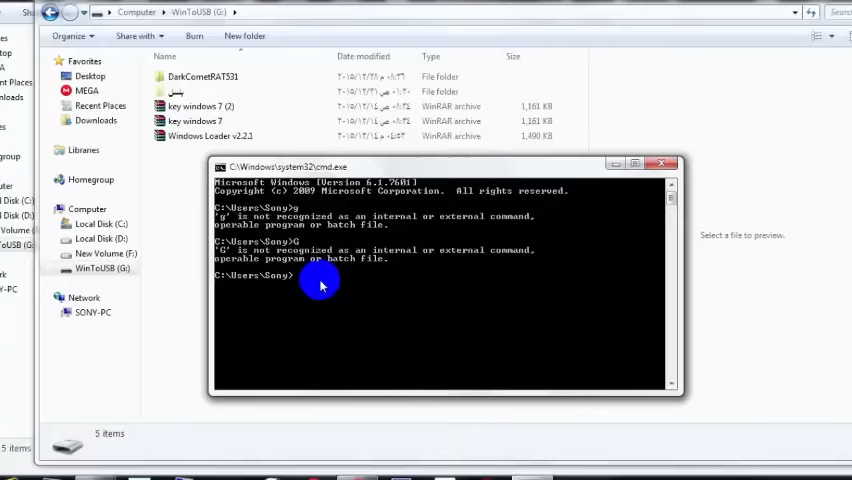 Computer ▸ WinToUSB (G:) ▸
Organize ▾ Share with ▾ Burn New folder
Name Date modified Type Size
Favorites
Desktop
MEGA
Recent Places
Downloads
Libraries
Homegroup
Computer
Local Disk (C:)
Local Disk (D:)
New Volume (F:)
WinToUSB (G:)
Network
SONY-PC
DarkCometRAT531 File folder
بنسل File folder
key windows 7 (2) WinRAR archive 1,161 KB
key windows 7 WinRAR archive 1,161 KB
Windows Loader v2.2.1 WinRAR archive 1,490 KB
C:\Windows\system32\cmd.exe
Microsoft Windows [Version 6.1.7601]
Copyright (c) 2009 Microsoft Corporation. All rights reserved.
C:\Users\Sony>g
'g' is not recognized as an internal or external command,
operable program or batch file.
C:\Users\Sony>G
'G' is not recognized as an internal or external command,
operable program or batch file.
C:\Users\Sony>
Select a file to preview.
5 items
5 items